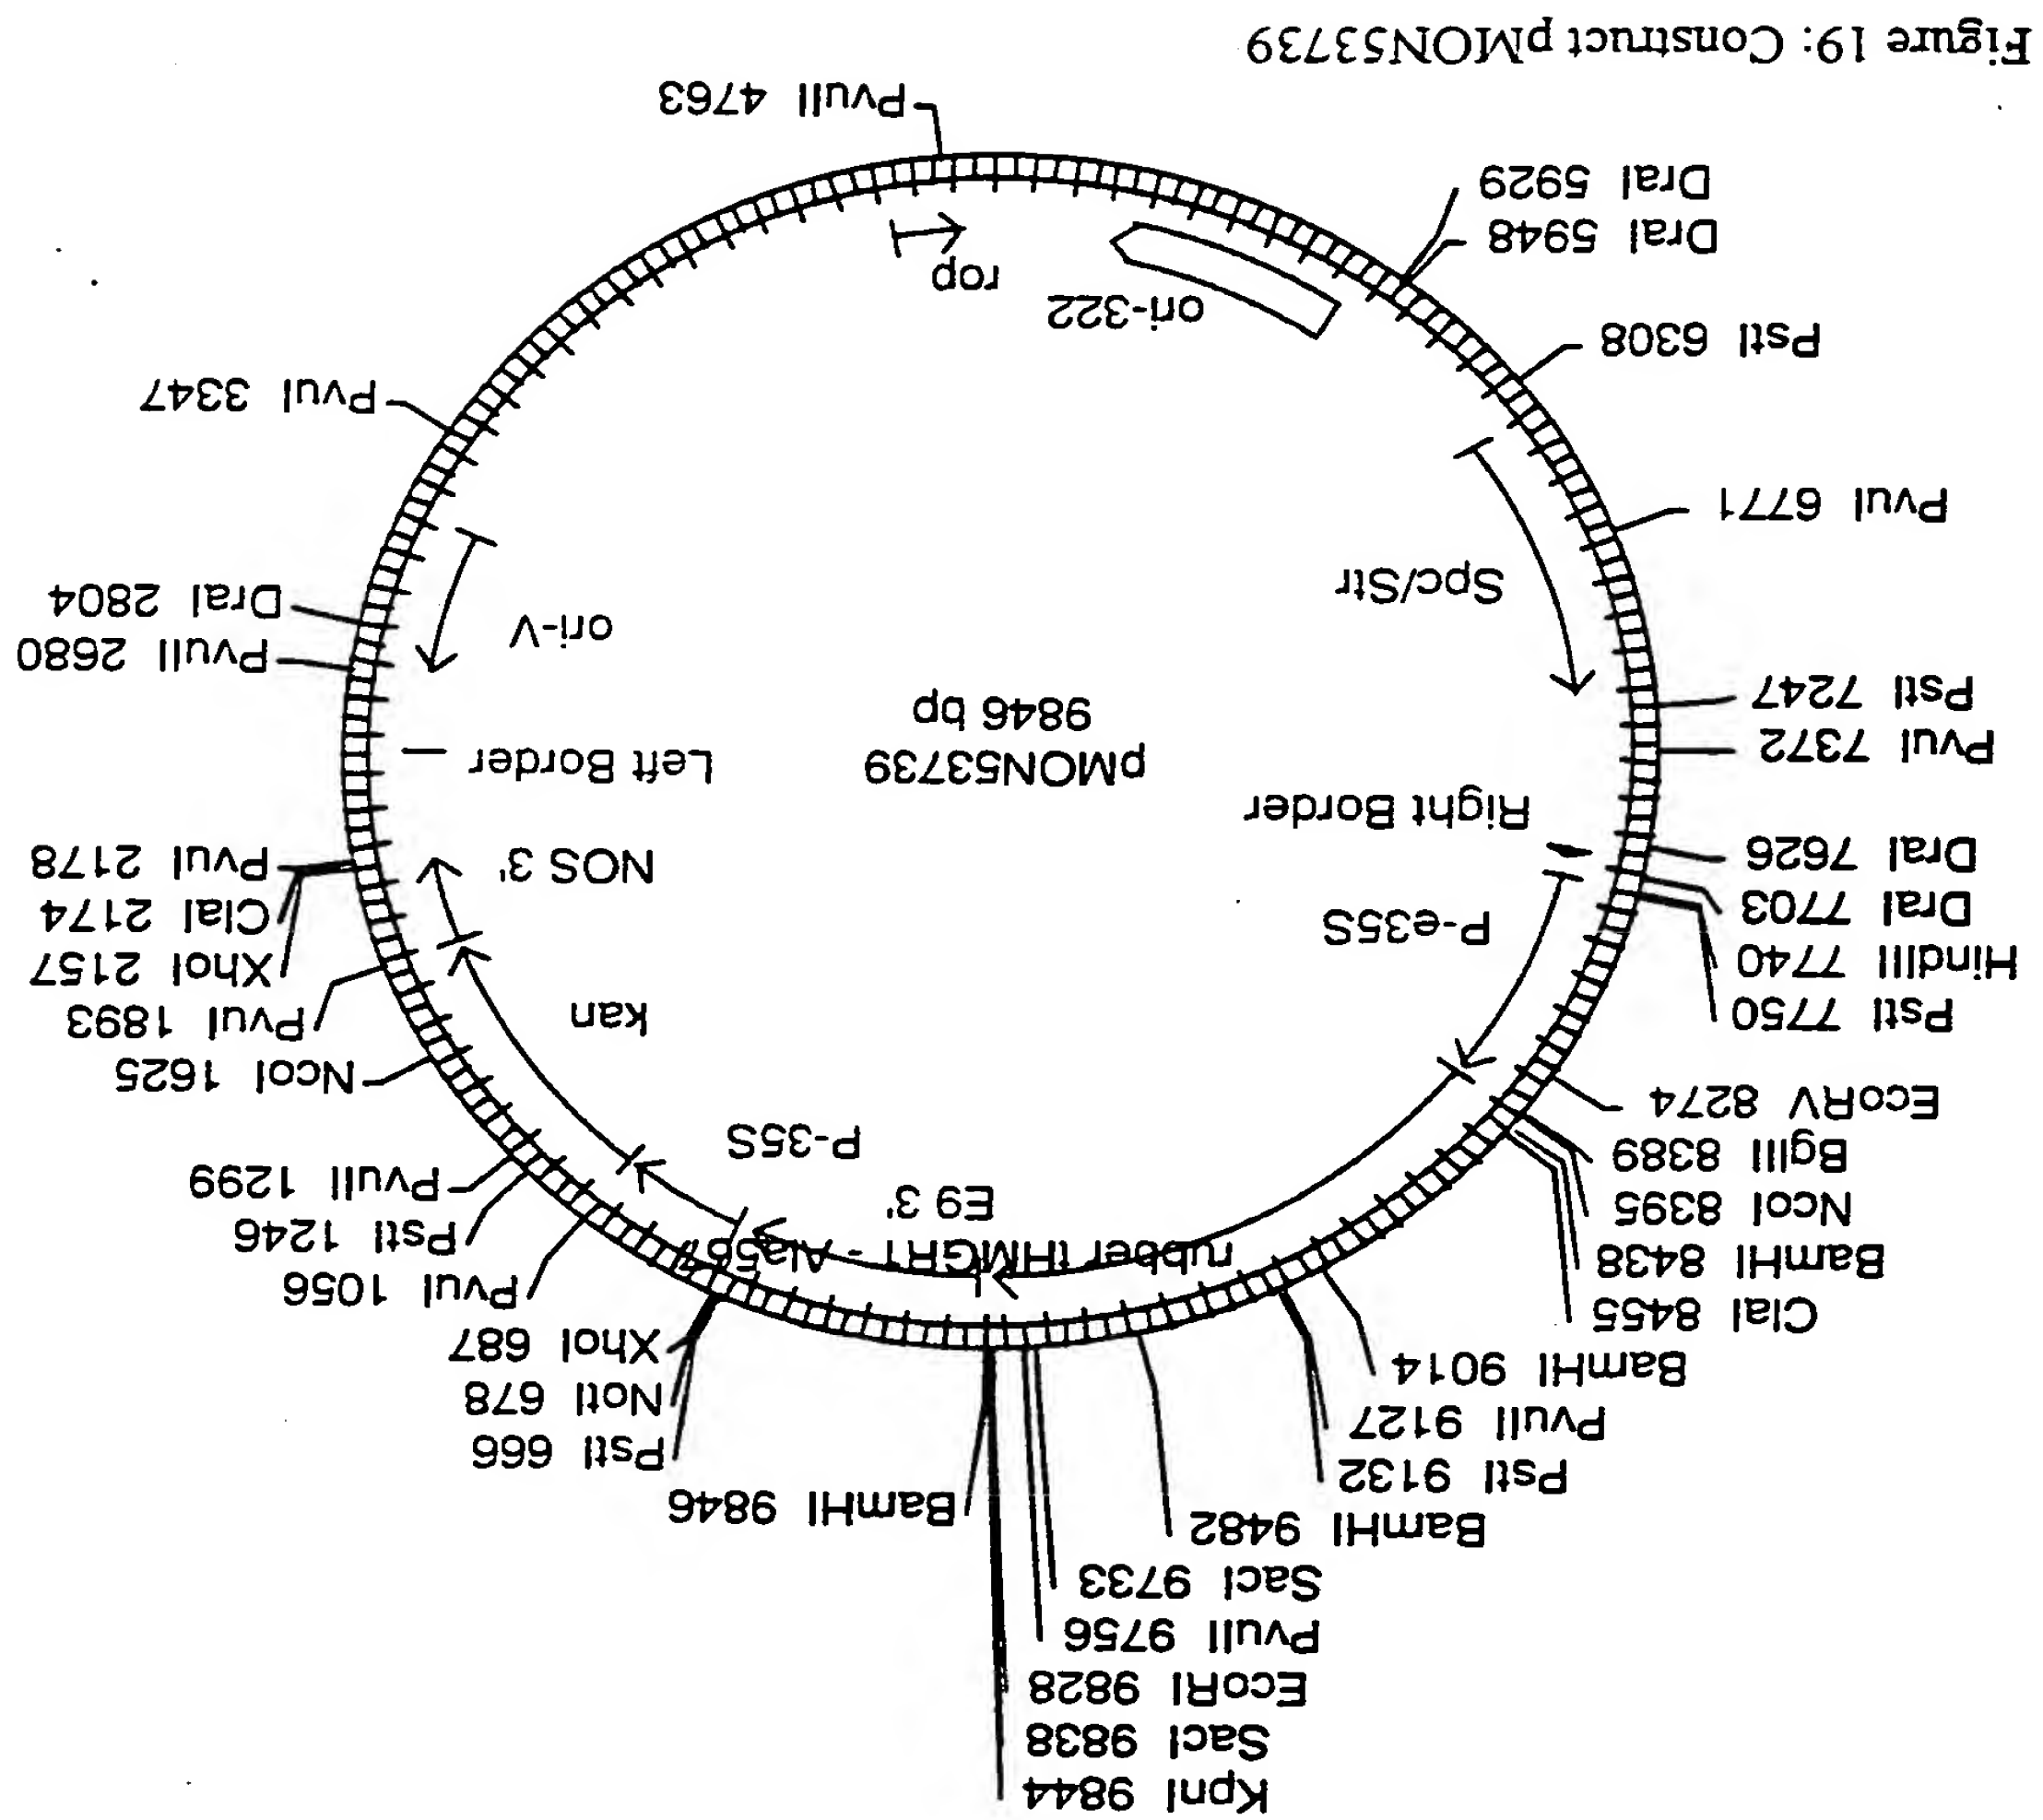 KpnI 9844
SacI 9838
EcoRI 9828
PvuII 9756
SacI 9733
BamHI 9482
PstI 9132
PvuII 9127
BamHI 9014
ClaI 8455
BamHI 8438
NcoI 8395
BglII 8389
EcoRV 8274
PstI 7750
HindIII 7740
DraI 7703
DraI 7626
PvuI 7372
PstI 7247
PvuI 6771
PstI 6308
DraI 5948
DraI 5929
BamHI 9846
PstI 666
NotI 678
XhoI 687
PvuI 1056
PstI 1246
PvuII 1299
NcoI 1625
PvuI 1893
XhoI 2157
ClaI 2174
PvuI 2178
PvuII 2680
DraI 2804
PvuI 3347
PvuII 4763
rubber tHMGR1 - Ala567
E9 3'
P-35S
kan
P-e35S
NOS 3'
Right Border
pMON53739
9846 bp
Left Border
Spc/Str
ori-V
ori-322
rop
Figure 19: Construct pMON53739